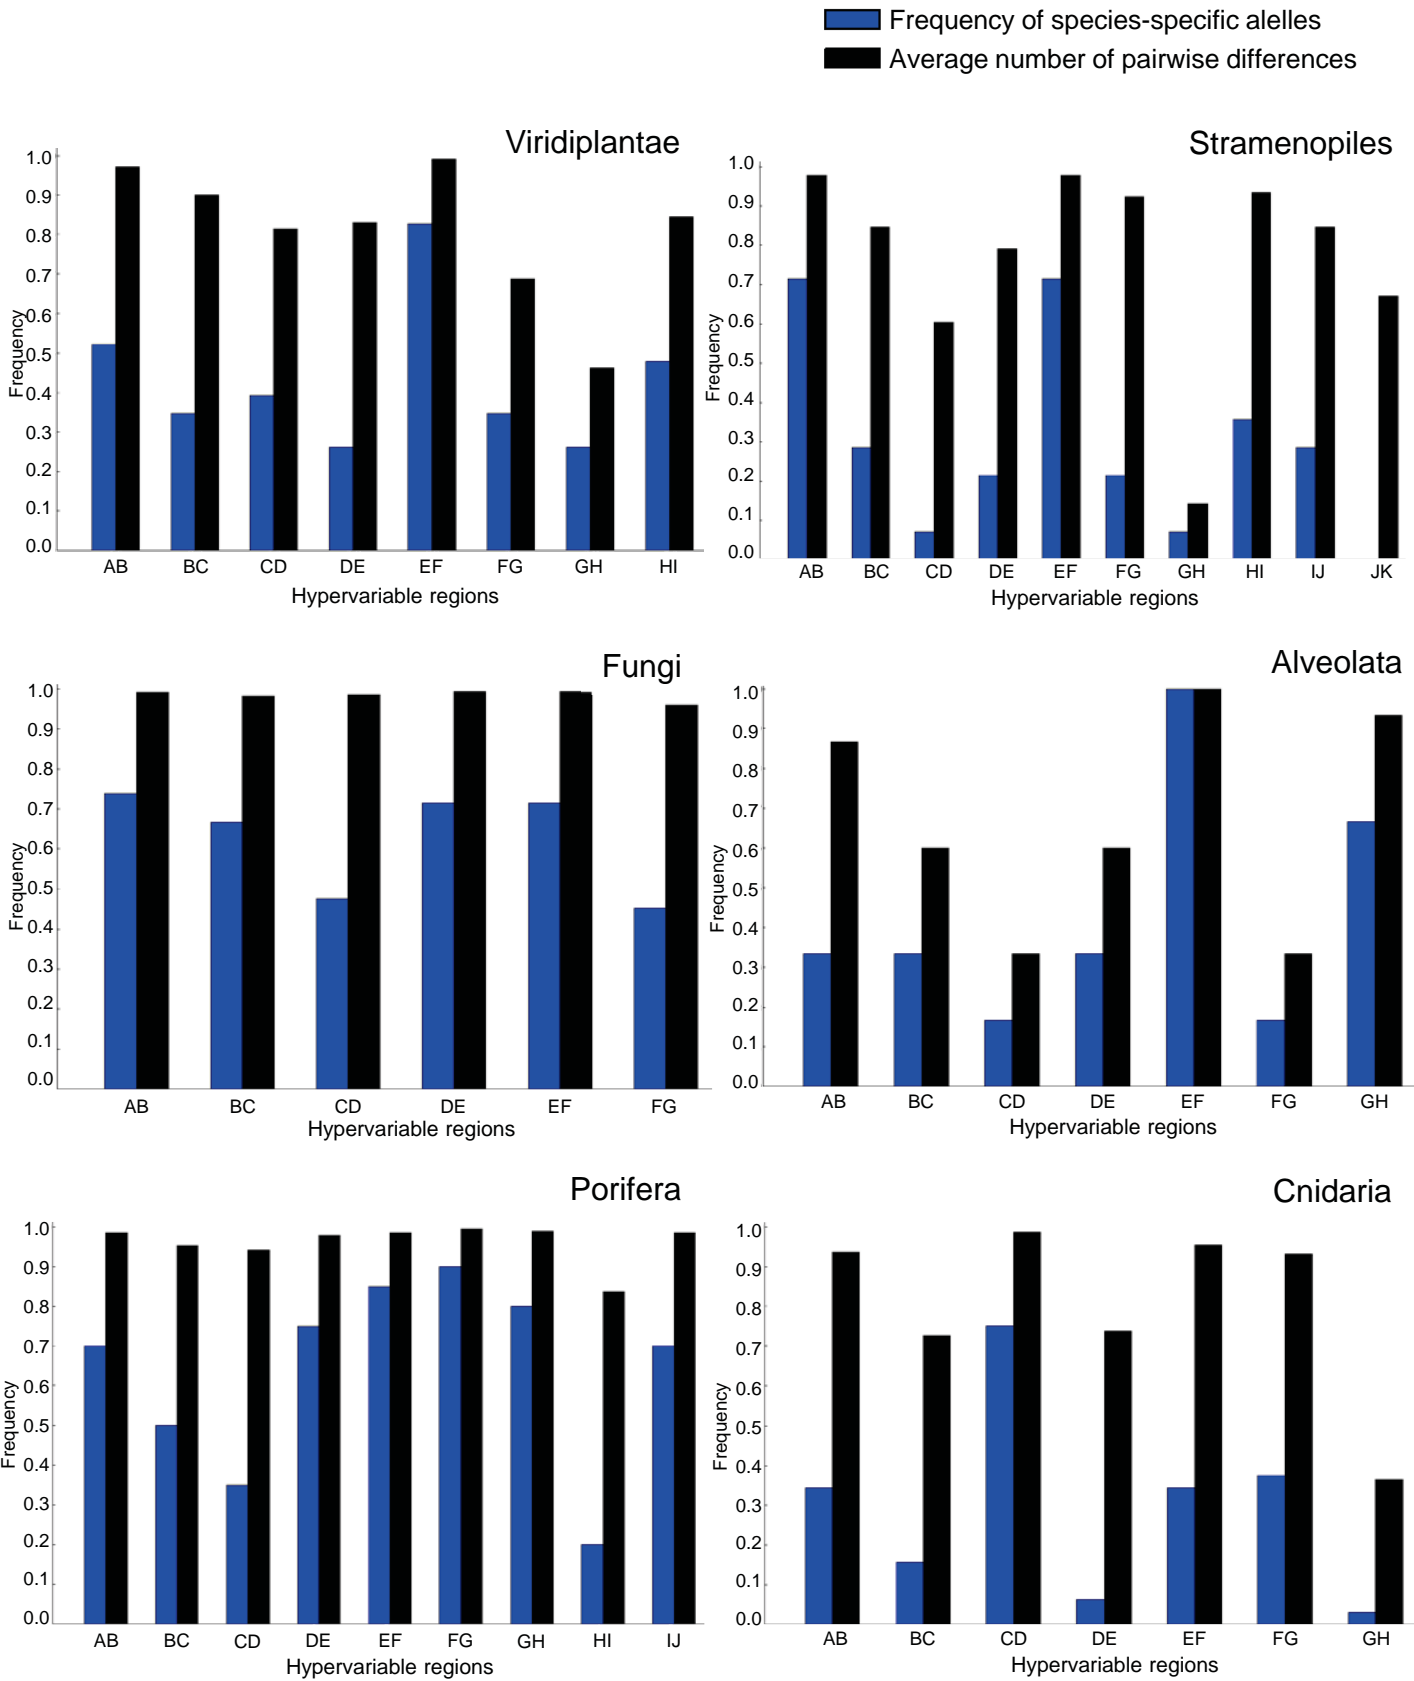 Frequency of species-specific alelles
Average number of pairwise differences
Viridiplantae
1.0
0.9
0.8
0.7
0.6
0.5
0.4
0.3
0.2
0.1
0.0
Frequency
AB BC CD DE EF FG GH HI
Hypervariable regions
Stramenopiles
1.0
0.9
0.8
0.7
0.6
0.5
0.4
0.3
0.2
0.1
0.0
Frequency
AB BC CD DE EF FG GH HI IJ JK
Hypervariable regions
Fungi
1.0
0.9
0.8
0.7
0.6
0.5
0.4
0.3
0.2
0.1
0.0
Frequency
AB BC CD DE EF FG
Hypervariable regions
Alveolata
1.0
0.9
0.8
0.7
0.6
0.5
0.4
0.3
0.2
0.1
0.0
Frequency
AB BC CD DE EF FG GH
Hypervariable regions
Porifera
1.0
0.9
0.8
0.7
0.6
0.5
0.4
0.3
0.2
0.1
0.0
Frequency
AB BC CD DE EF FG GH HI IJ
Hypervariable regions
Cnidaria
1.0
0.9
0.8
0.7
0.6
0.5
0.4
0.3
0.2
0.1
0.0
Frequency
AB BC CD DE EF FG GH
Hypervariable regions